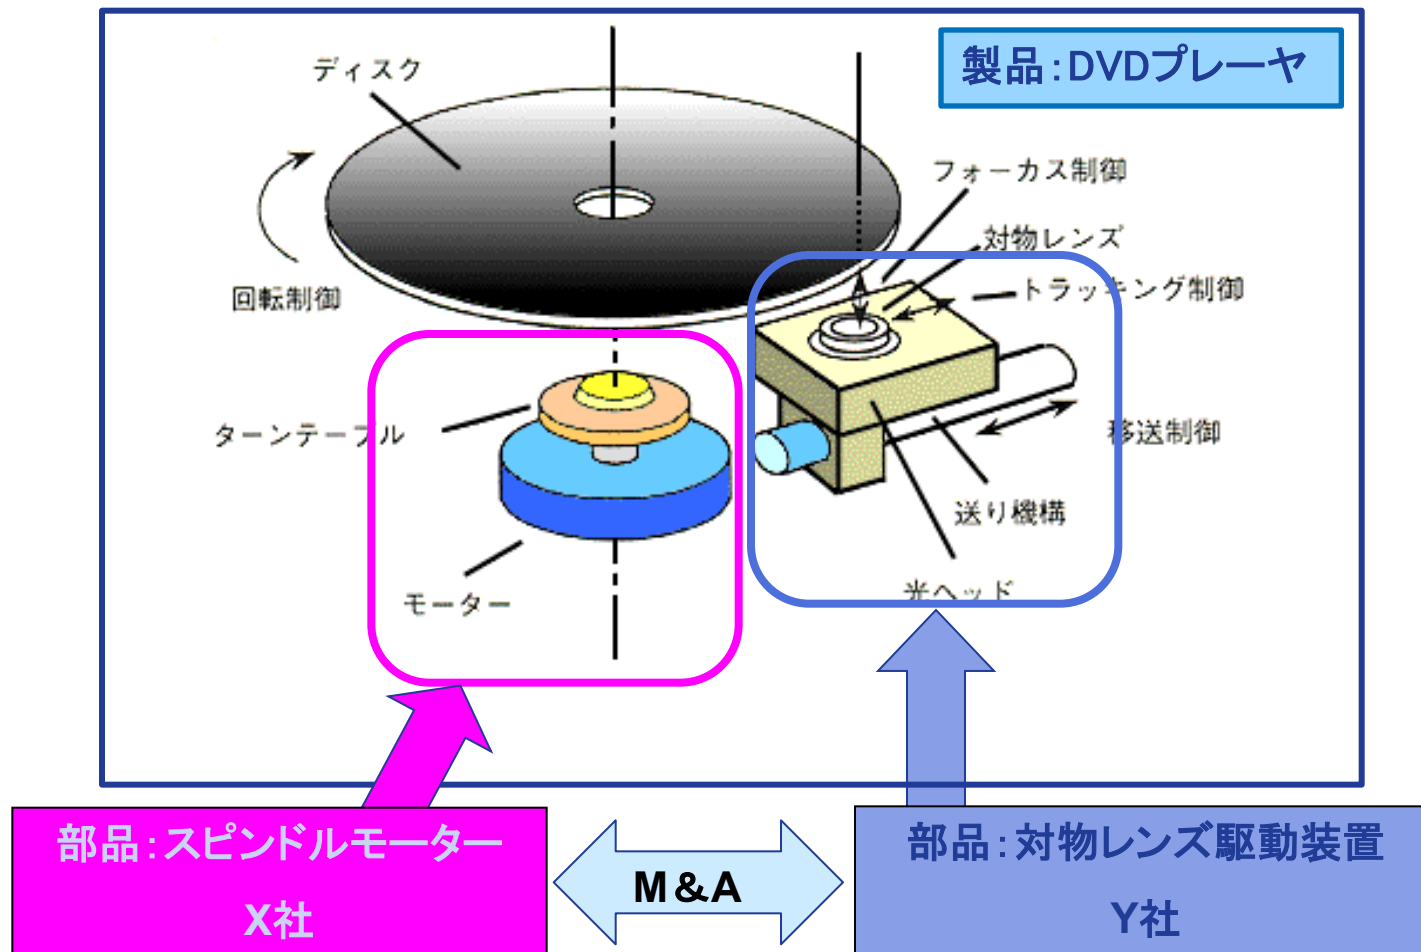 製品:DVDプレーヤ
ディスク
フォーカス制御
対物レンズ
トラッキング制御
回転制御
ターンテーブル
移送制御
送り機構
光ヘッド
モーター
部品:スピンドルモーター
X社
M&A
部品:対物レンズ駆動装置
Y社